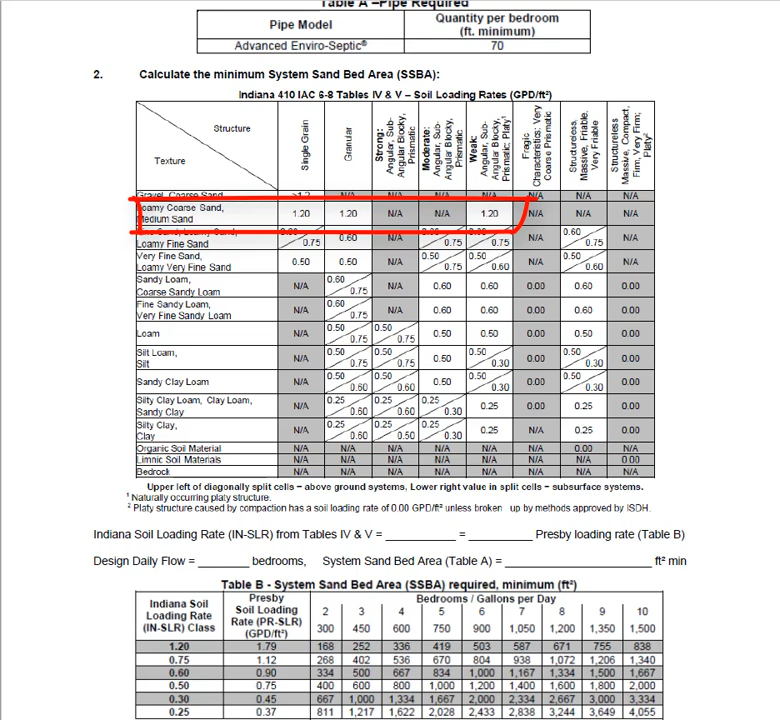 Table A –Pipe Required
Pipe Model Quantity per bedroom (ft. minimum)
Advanced Enviro-Septic® 70
2. Calculate the minimum System Sand Bed Area (SSBA):
Indiana 410 IAC 6-8 Tables IV & V – Soil Loading Rates (GPD/ft²)
Structure
Texture
Single Grain
Granular
Strong: Angular, Sub-Angular Blocky, Prismatic
Moderate: Angular, Sub-Angular Blocky, Prismatic
Weak: Angular, Sub-Angular Blocky, Prismatic; Platy¹
Fragic Characteristics: Very Coarse Prismatic
Structureless, Massive, Friable, Very Friable
Structureless Massive, Compact, Firm, Very Firm; Platy²
Gravel, Coarse Sand >1.2 N/A N/A N/A N/A N/A N/A N/A
Loamy Coarse Sand, Medium Sand 1.20 1.20 N/A N/A 1.20 N/A N/A N/A
Loamy Fine Sand 0.75 0.60 N/A 0.75 0.75 N/A 0.60 0.75 N/A
Very Fine Sand, Loamy Very Fine Sand 0.50 0.50 N/A 0.50 0.75 0.50 0.60 N/A 0.50 0.60 N/A
Sandy Loam, Coarse Sandy Loam N/A 0.60 0.75 N/A 0.60 0.60 0.00 0.60 0.00
Fine Sandy Loam, Very Fine Sandy Loam N/A 0.60 0.75 N/A 0.60 0.60 0.00 0.60 0.00
Loam N/A 0.50 0.75 0.50 0.75 0.50 0.50 0.00 0.50 0.00
Silt Loam, Silt N/A 0.50 0.75 0.50 0.75 0.50 0.50 0.30 0.00 0.50 0.30 0.00
Sandy Clay Loam N/A 0.50 0.60 0.50 0.60 0.50 0.50 0.30 0.00 0.50 0.30 0.00
Silty Clay Loam, Clay Loam, Sandy Clay N/A 0.25 0.60 0.25 0.60 0.25 0.30 0.25 0.00 0.25 0.00
Silty Clay, Clay N/A 0.25 0.60 0.25 0.50 0.25 0.30 0.25 N/A 0.25 0.00
Organic Soil Material N/A N/A N/A N/A N/A N/A 0.00 N/A
Limnic Soil Materials N/A N/A N/A N/A N/A N/A N/A 0.00
Bedrock N/A N/A N/A N/A N/A N/A N/A N/A
Upper left of diagonally split cells – above ground systems, Lower right value in split cells – subsurface systems.
¹ Naturally occurring platy structure.
² Platy structure caused by compaction has a soil loading rate of 0.00 GPD/ft² unless broken up by methods approved by ISDH.
Indiana Soil Loading Rate (IN-SLR) from Tables IV & V = ________ = ________ Presby loading rate (Table B)
Design Daily Flow = ________ bedrooms, System Sand Bed Area (Table A) = ________ ft² min
Table B - System Sand Bed Area (SSBA) required, minimum (ft²)
Indiana Soil Loading Rate (IN-SLR) Class
Presby Soil Loading Rate (PR-SLR) (GPD/ft²)
Bedrooms / Gallons per Day
2 3 4 5 6 7 8 9 10
300 450 600 750 900 1,050 1,200 1,350 1,500
1.20 1.79 168 252 336 419 503 587 671 755 838
0.75 1.12 268 402 536 670 804 938 1,072 1,206 1,340
0.60 0.90 334 500 667 834 1,000 1,167 1,334 1,500 1,667
0.50 0.75 400 600 800 1,000 1,200 1,400 1,600 1,800 2,000
0.30 0.45 667 1,000 1,334 1,667 2,000 2,334 2,667 3,000 3,334
0.25 0.37 811 1,217 1,622 2,028 2,433 2,838 3,244 3,649 4,055